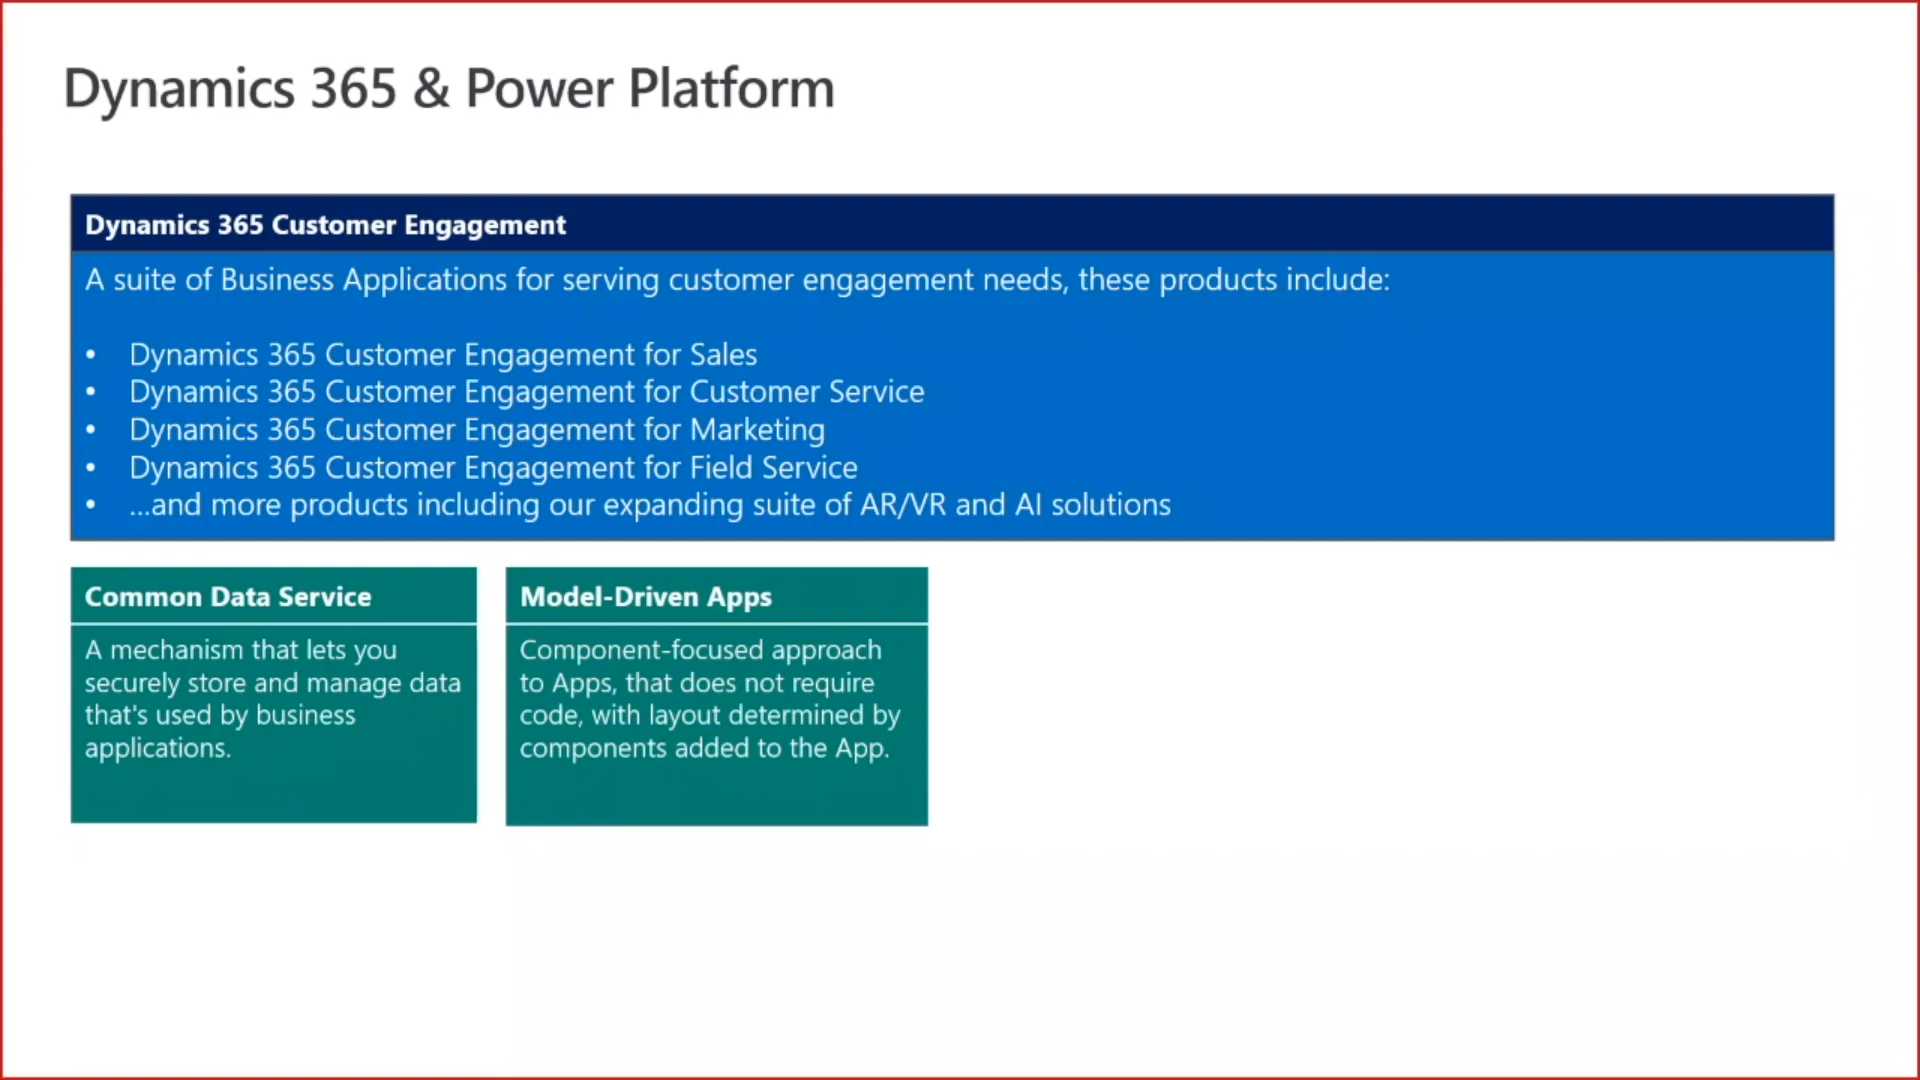 Dynamics 365 & Power Platform
Dynamics 365 Customer Engagement
A suite of Business Applications for serving customer engagement needs, these products include:
• Dynamics 365 Customer Engagement for Sales
• Dynamics 365 Customer Engagement for Customer Service
• Dynamics 365 Customer Engagement for Marketing
• Dynamics 365 Customer Engagement for Field Service
• ...and more products including our expanding suite of AR/VR and AI solutions
Common Data Service
A mechanism that lets you
securely store and manage data
that's used by business
applications.
Model-Driven Apps
Component-focused approach
to Apps, that does not require
code, with layout determined by
components added to the App.